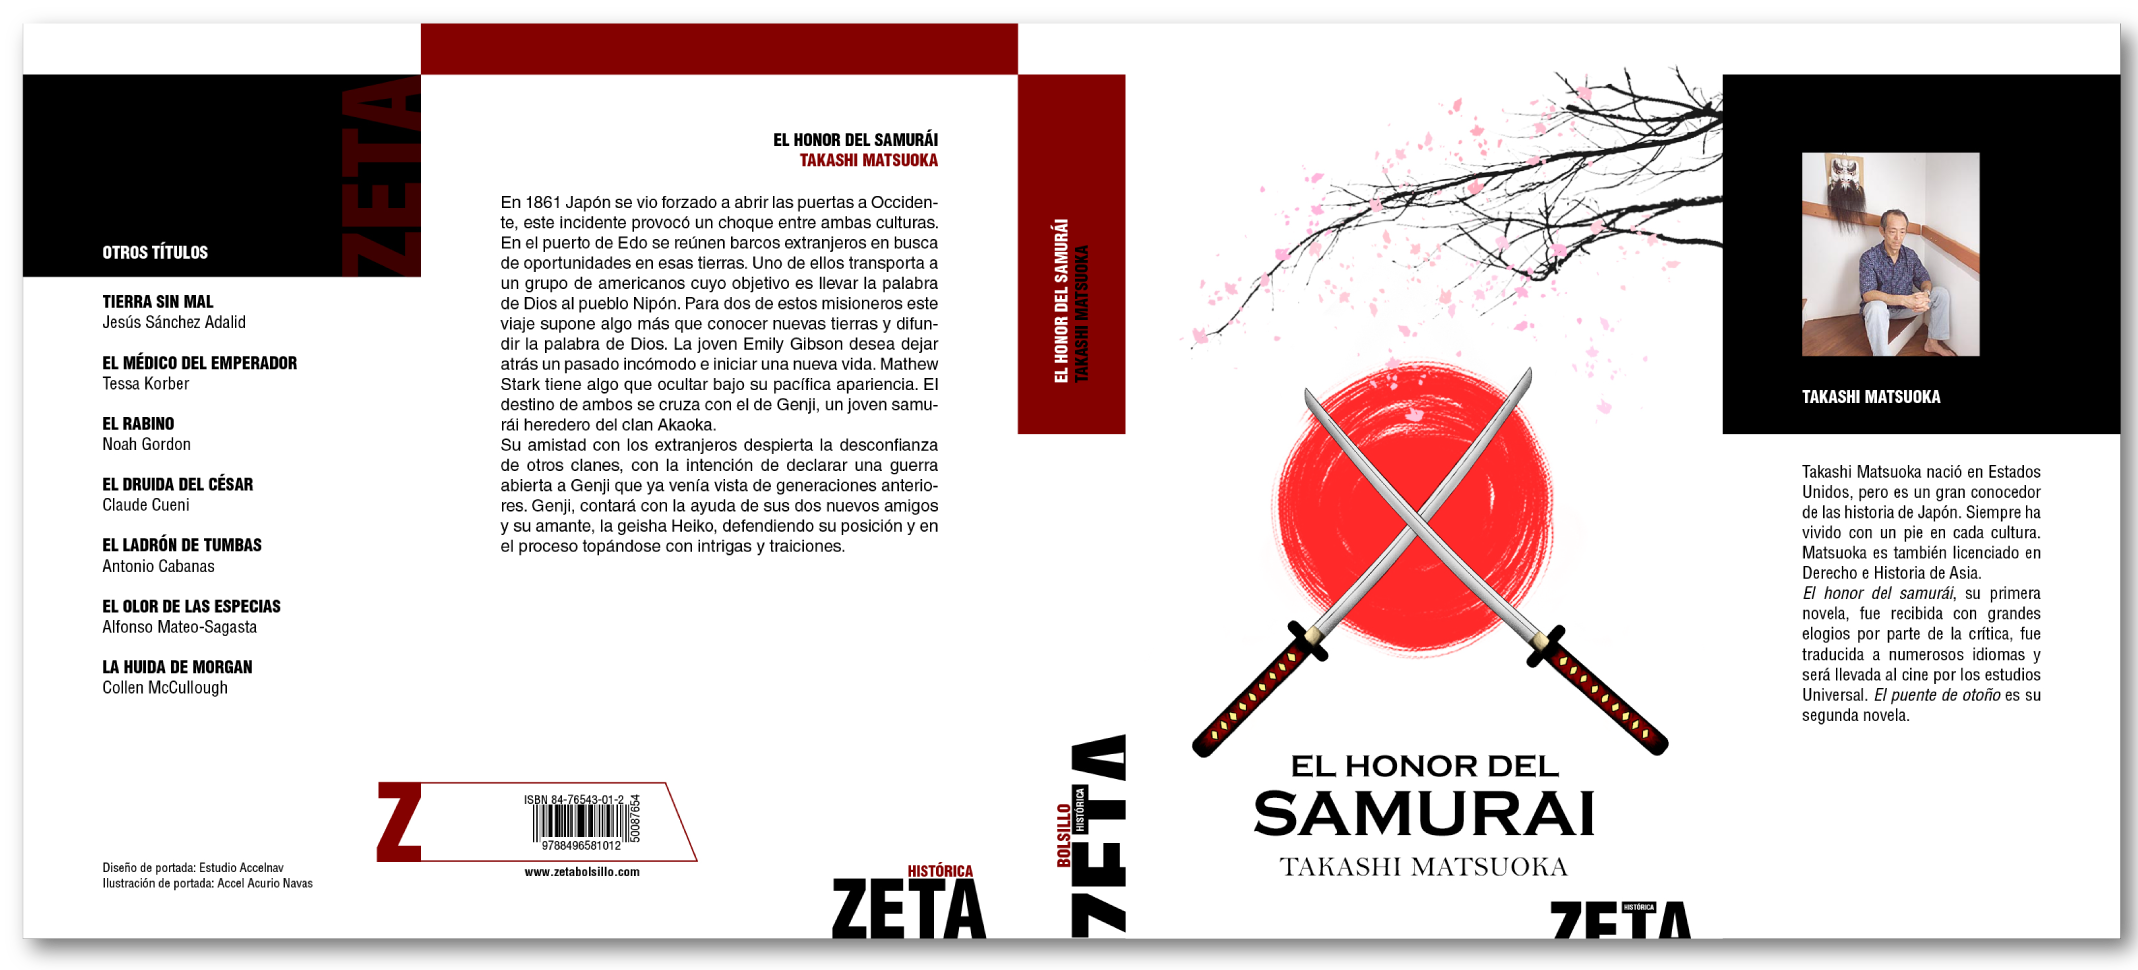 ZETA
OTROS TÍTULOS
TIERRA SIN MAL
Jesús Sánchez Adalid
EL MÉDICO DEL EMPERADOR
Tessa Korber
EL RABINO
Noah Gordon
EL DRUIDA DEL CÉSAR
Claude Cueni
EL LADRÓN DE TUMBAS
Antonio Cabanas
EL OLOR DE LAS ESPECIAS
Alfonso Mateo-Sagasta
LA HUIDA DE MORGAN
Collen McCullough
Diseño de portada: Estudio Accelnav
Ilustración de portada: Accel Acurio Navas
EL HONOR DEL SAMURÁI
TAKASHI MATSUOKA
En 1861 Japón se vio forzado a abrir las puertas a Occiden-
te, este incidente provocó un choque entre ambas culturas.
En el puerto de Edo se reúnen barcos extranjeros en busca
de oportunidades en esas tierras. Uno de ellos transporta a
un grupo de americanos cuyo objetivo es llevar la palabra
de Dios al pueblo Nipón. Para dos de estos misioneros este
viaje supone algo más que conocer nuevas tierras y difun-
dir la palabra de Dios. La joven Emily Gibson desea dejar
atrás un pasado incómodo e iniciar una nueva vida. Mathew
Stark tiene algo que ocultar bajo su pacífica apariencia. El
destino de ambos se cruza con el de Genji, un joven samu-
rái heredero del clan Akaoka.
Su amistad con los extranjeros despierta la desconfianza
de otros clanes, con la intención de declarar una guerra
abierta a Genji que ya venía vista de generaciones anterio-
res. Genji, contará con la ayuda de sus dos nuevos amigos
y su amante, la geisha Heiko, defendiendo su posición y en
el proceso topándose con intrigas y traiciones.
Z
ISBN 84-76543-01-2
50087654
9788496581012
www.zetabolsillo.com
HISTÓRICA
ZETA
EL HONOR DEL SAMURÁI
TAKASHI MATSUOKA
BOLSILLO
HISTÓRICA
ZETA
EL HONOR DEL
SAMURAI
TAKASHI MATSUOKA
HISTÓRICA
ZETA
TAKASHI MATSUOKA
Takashi Matsuoka nació en Estados
Unidos, pero es un gran conocedor
de las historia de Japón. Siempre ha
vivido con un pie en cada cultura.
Matsuoka es también licenciado en
Derecho e Historia de Asia.
El honor del samurái, su primera
novela, fue recibida con grandes
elogios por parte de la crítica, fue
traducida a numerosos idiomas y
será llevada al cine por los estudios
Universal. El puente de otoño es su
segunda novela.